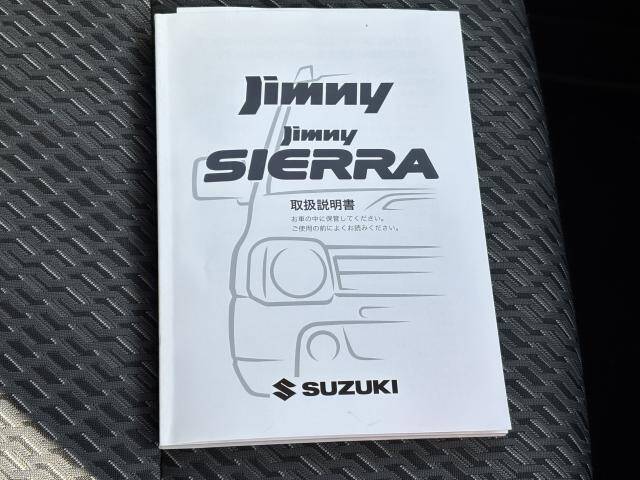 Jimny
Jimny
SIERRA
取扱説明書
お車の中に保管してください。
ご使用の前によくお読みください。
SUZUKI